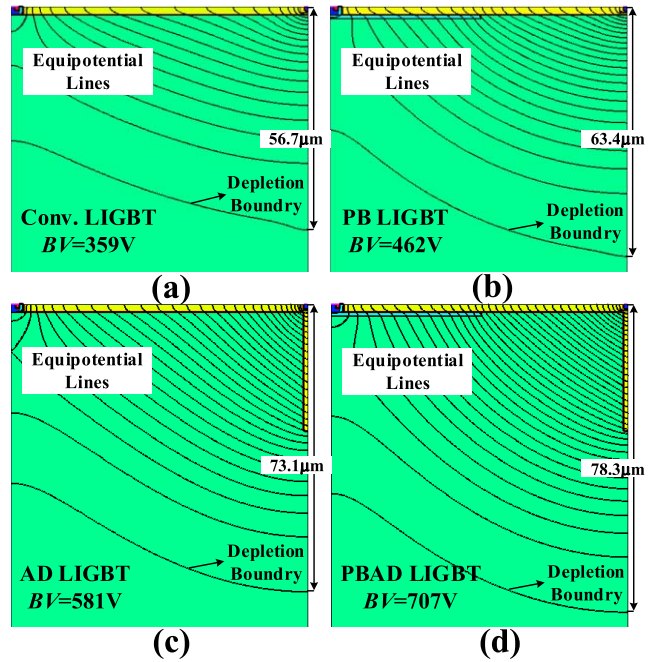 Equipotential
Lines
56.7μm
Depletion
Boundry
Conv. LIGBT
BV=359V
(a)
Equipotential
Lines
63.4μm
Depletion
Boundry
PB LIGBT
BV=462V
(b)
Equipotential
Lines
73.1μm
Depletion
Boundry
AD LIGBT
BV=581V
(c)
Equipotential
Lines
78.3μm
Depletion
Boundry
PBAD LIGBT
BV=707V
(d)